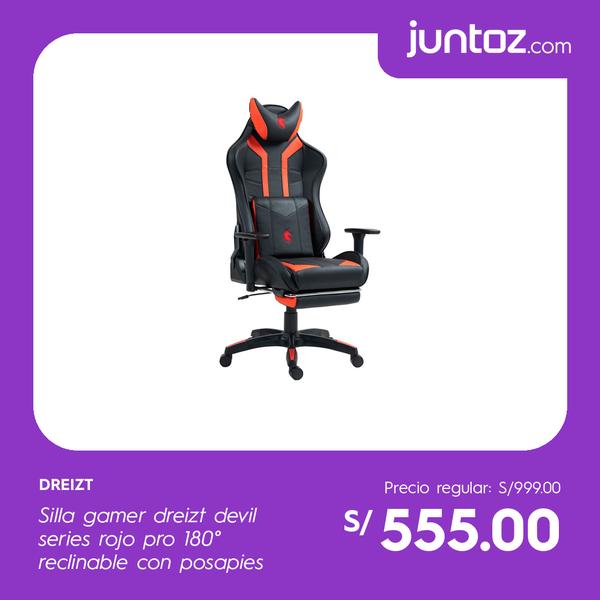 juntoz.com
DREIZT
Silla gamer dreizt devil
series rojo pro 180°
reclinable con posapies
Precio regular: S/999.00
S/ 555.00